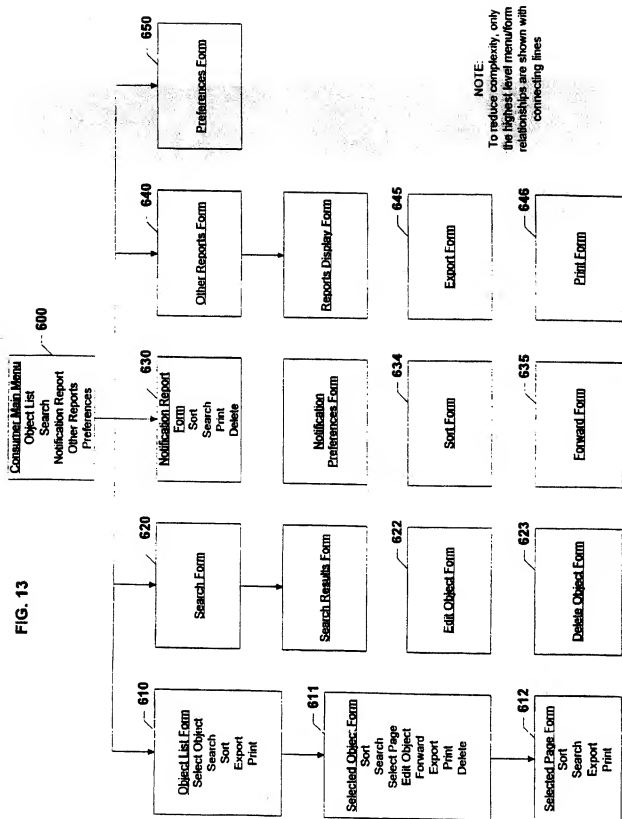 FIG. 13
Consumer Main Menu
Object List
Search
Notification Report
Other Reports
Preferences
600
610
Object List Form
Select Object
Search
Sort
Export
Print
620
Search Form
630
Notification Report
Form
Sort
Search
Print
Delete
640
Other Reports Form
650
Preferences Form
611
Selected Object Form
Sort
Search
Select Page
Edit Object
Forward
Export
Print
Delete
Search Results Form
Notification
Preferences Form
Reports Display Form
622
Edit Object Form
634
Sort Form
645
Export Form
612
Selected Page Form
Sort
Search
Export
Print
623
Delete Object Form
635
Forward Form
646
Print Form
NOTE:
To reduce complexity, only
the highest level menu/form
relationships are shown with
connecting lines